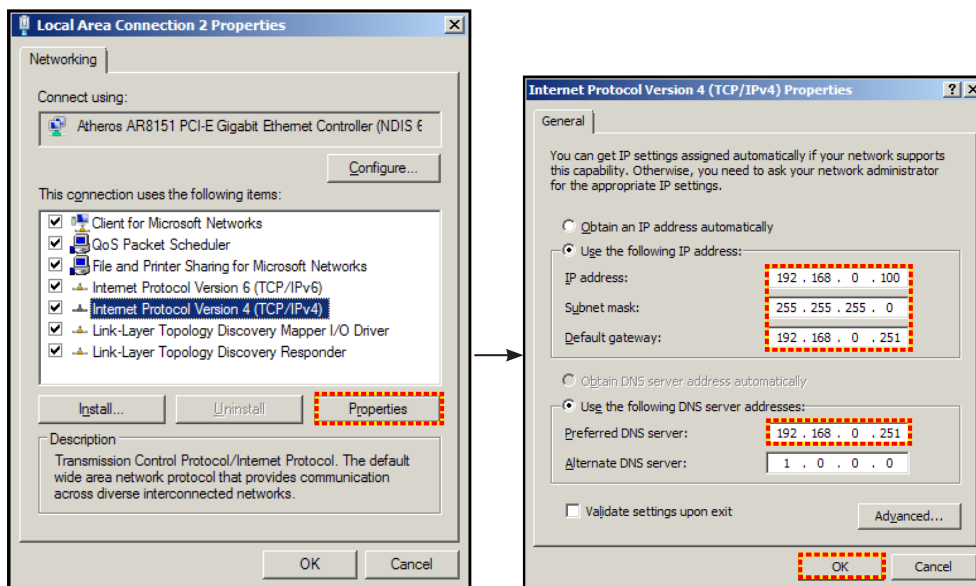 Local Area Connection 2 Properties
Networking
Connect using:
Atheros AR8151 PCI-E Gigabit Ethernet Controller (NDIS 6
Configure...
This connection uses the following items:
Client for Microsoft Networks
QoS Packet Scheduler
File and Printer Sharing for Microsoft Networks
Internet Protocol Version 6 (TCP/IPv6)
Internet Protocol Version 4 (TCP/IPv4)
Link-Layer Topology Discovery Mapper I/O Driver
Link-Layer Topology Discovery Responder
Install...
Uninstall
Properties
Description
Transmission Control Protocol/Internet Protocol. The default
wide area network protocol that provides communication
across diverse interconnected networks.
OK
Cancel
Internet Protocol Version 4 (TCP/IPv4) Properties
General
You can get IP settings assigned automatically if your network supports
this capability. Otherwise, you need to ask your network administrator
for the appropriate IP settings.
Obtain an IP address automatically
Use the following IP address:
IP address: 192 . 168 . 0 . 100
Subnet mask: 255 . 255 . 255 . 0
Default gateway: 192 . 168 . 0 . 251
Obtain DNS server address automatically
Use the following DNS server addresses:
Preferred DNS server: 192 . 168 . 0 . 251
Alternate DNS server: 1 . 0 . 0 . 0
Validate settings upon exit
Advanced...
OK
Cancel